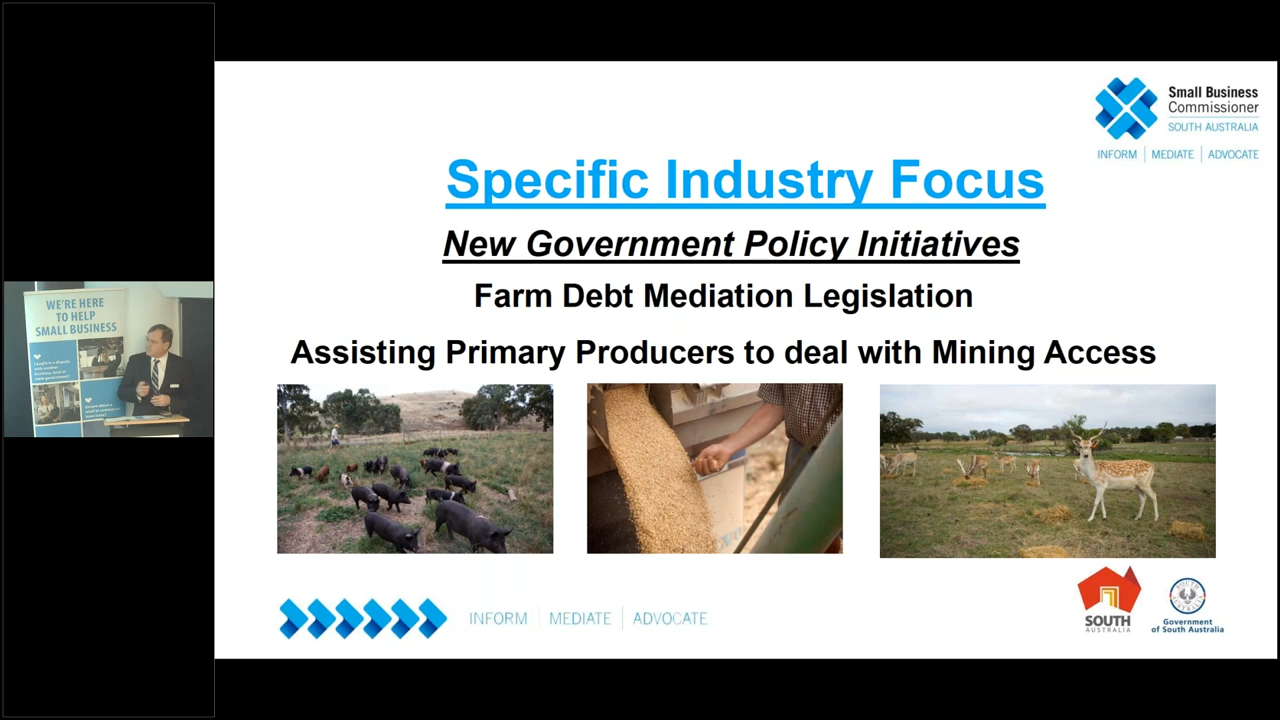 Small Business
Commissioner
SOUTH AUSTRALIA
INFORM | MEDIATE | ADVOCATE
Specific Industry Focus
New Government Policy Initiatives
Farm Debt Mediation Legislation
Assisting Primary Producers to deal with Mining Access
WE'RE HERE
TO HELP
SMALL BUSINESS
INFORM | MEDIATE | ADVOCATE
SOUTH
AUSTRALIA
Government
of South Australia